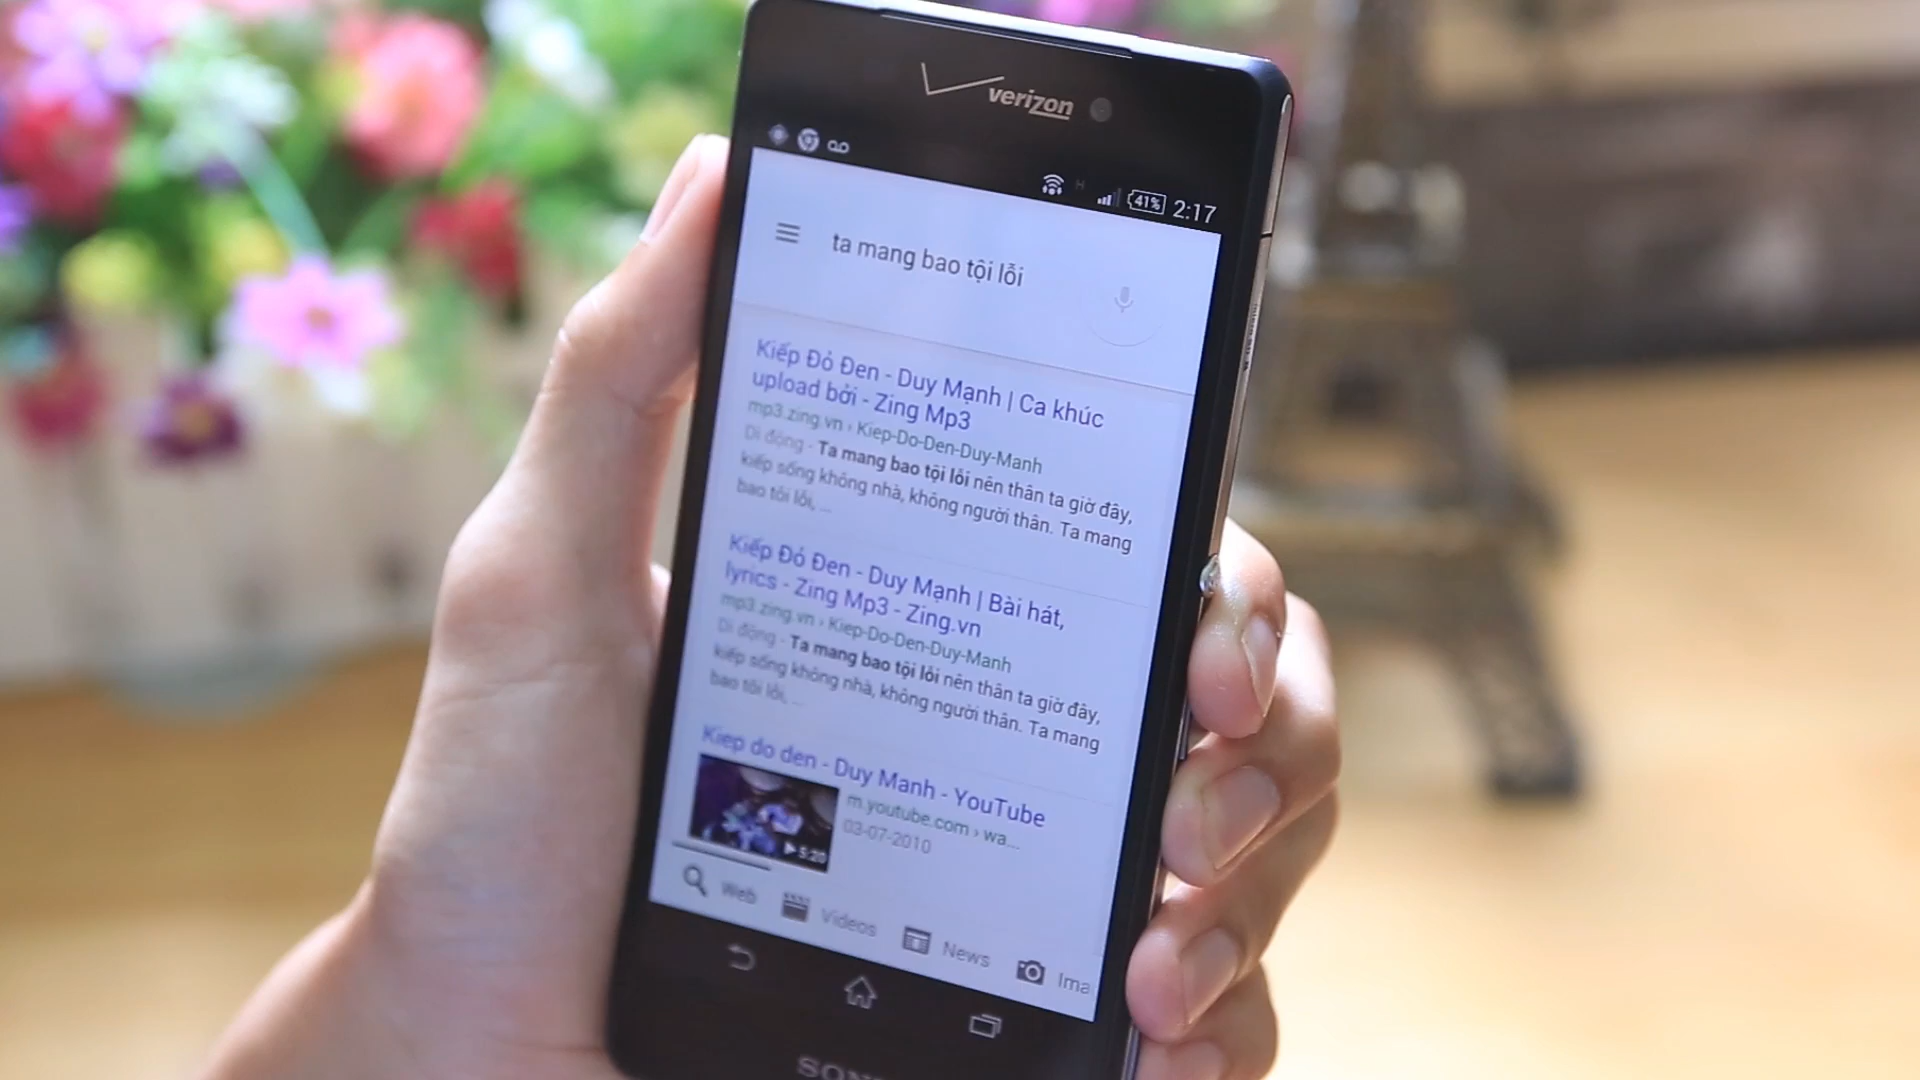 verizon
41% 2:17
ta mang bao tội lỗi
Kiếp Đỏ Đen - Duy Mạnh | Ca khúc
upload bởi - Zing Mp3
mp3.zing.vn › Kiep-Do-Den-Duy-Manh
Di động - Ta mang bao tội lỗi nên thân ta giờ đây,
kiếp sống không nhà, không người thân. Ta mang
bao tội lỗi, ...
Kiếp Đỏ Đen - Duy Mạnh | Bài hát,
lyrics - Zing Mp3 - Zing.vn
mp3.zing.vn › Kiep-Do-Den-Duy-Manh
Di động - Ta mang bao tội lỗi nên thân ta giờ đây,
kiếp sống không nhà, không người thân. Ta mang
bao tội lỗi, ...
Kiep do den - Duy Manh - YouTube
m.youtube.com › wa...
03-07-2010
5:20
Web Videos News Ima
SON